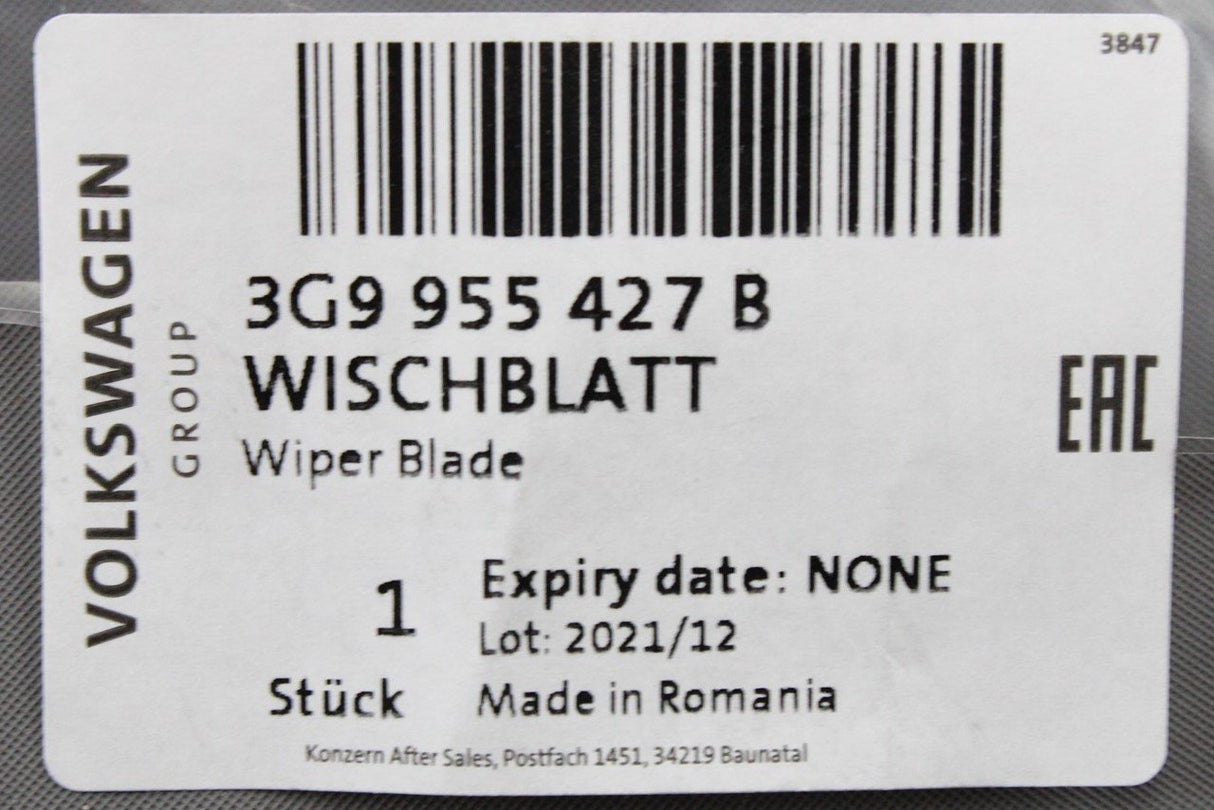 3847
VOLKSWAGEN
GROUP
3G9 955 427 B
WISCHBLATT
Wiper Blade
EAC
1
Expiry date: NONE
Lot: 2021/12
Stück
Made in Romania
Konzern After Sales, Postfach 1451, 34219 Baunatal